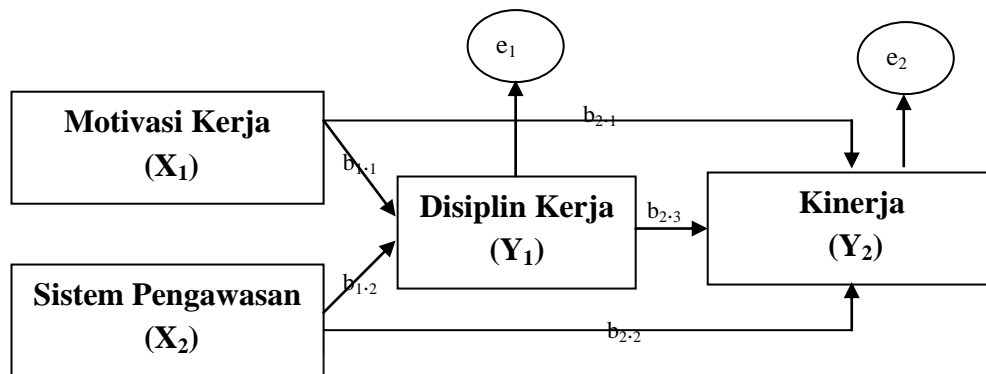 e₁
e₂
Motivasi Kerja
(X₁)
b₂.₁
b₁.₁
Disiplin Kerja
(Y₁)
b₂.₃
Kinerja
(Y₂)
Sistem Pengawasan
(X₂)
b₁.₂
b₂.₂